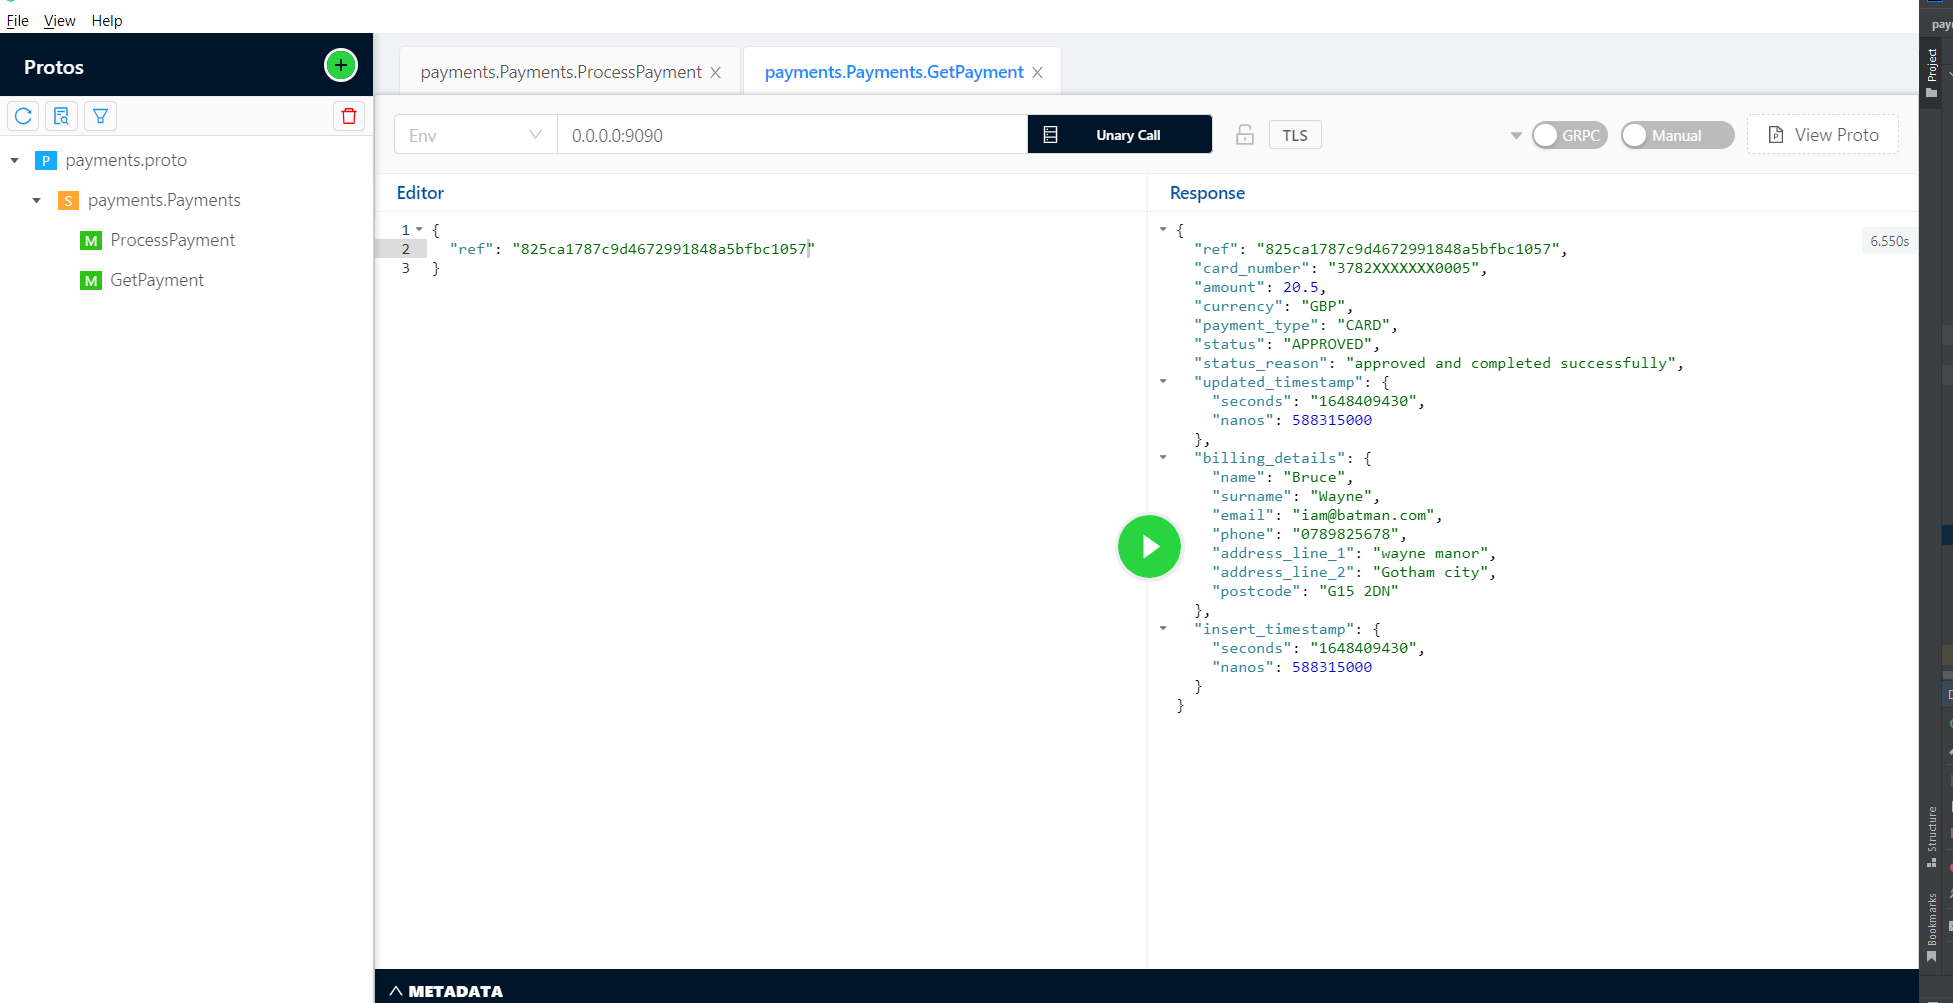 File View Help
Protos
payments.proto
payments.Payments
ProcessPayment
GetPayment
payments.Payments.ProcessPayment
payments.Payments.GetPayment
Env
0.0.0.0:9090
Unary Call
TLS
GRPC
Manual
View Proto
Editor
1 {
2 "ref": "825ca1787c9d4672991848a5bfbc1057"
3 }
Response
6.550s
{
"ref": "825ca1787c9d4672991848a5bfbc1057",
"card_number": "3782XXXXXXX0005",
"amount": 20.5,
"currency": "GBP",
"payment_type": "CARD",
"status": "APPROVED",
"status_reason": "approved and completed successfully",
"updated_timestamp": {
"seconds": "1648409430",
"nanos": 588315000
},
"billing_details": {
"name": "Bruce",
"surname": "Wayne",
"email": "iam@batman.com",
"phone": "0789825678",
"address_line_1": "wayne manor",
"address_line_2": "Gotham city",
"postcode": "G15 2DN"
},
"insert_timestamp": {
"seconds": "1648409430",
"nanos": 588315000
}
}
METADATA
Project
Structure
Bookmarks